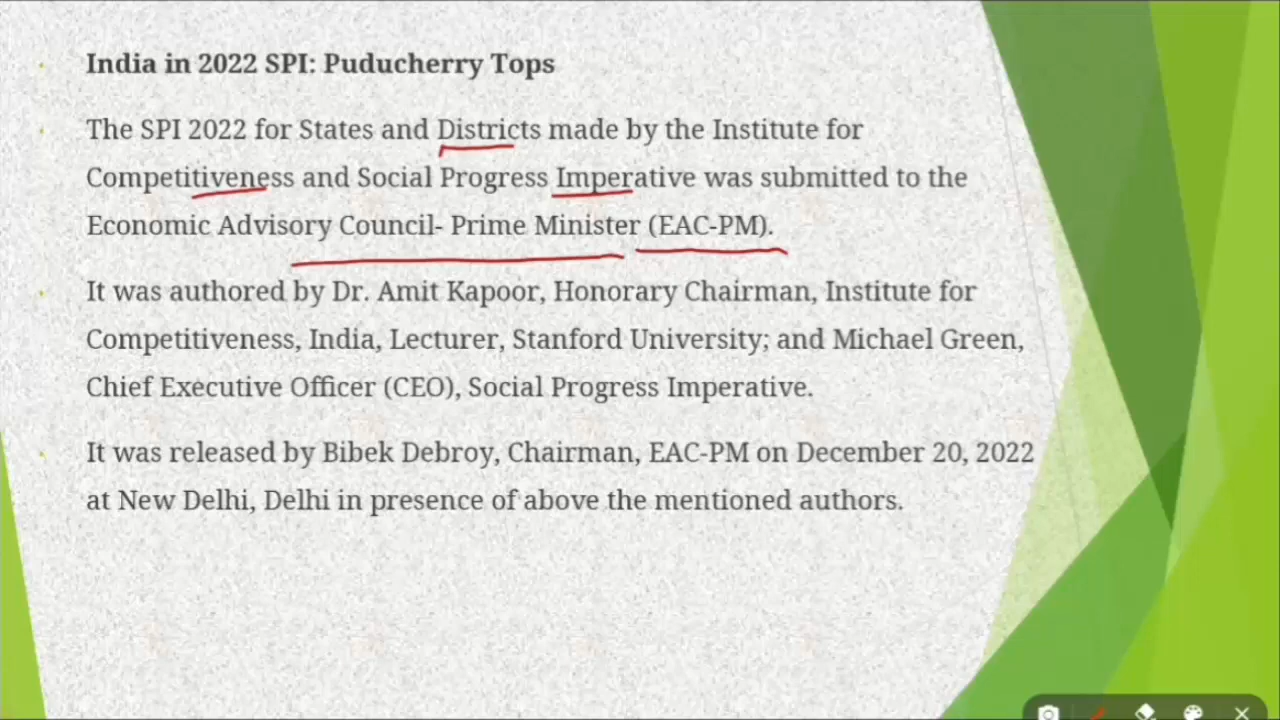 India in 2022 SPI: Puducherry Tops
The SPI 2022 for States and Districts made by the Institute for
Competitiveness and Social Progress Imperative was submitted to the
Economic Advisory Council- Prime Minister (EAC-PM).
It was authored by Dr. Amit Kapoor, Honorary Chairman, Institute for
Competitiveness, India, Lecturer, Stanford University; and Michael Green,
Chief Executive Officer (CEO), Social Progress Imperative.
It was released by Bibek Debroy, Chairman, EAC-PM on December 20, 2022
at New Delhi, Delhi in presence of above the mentioned authors.